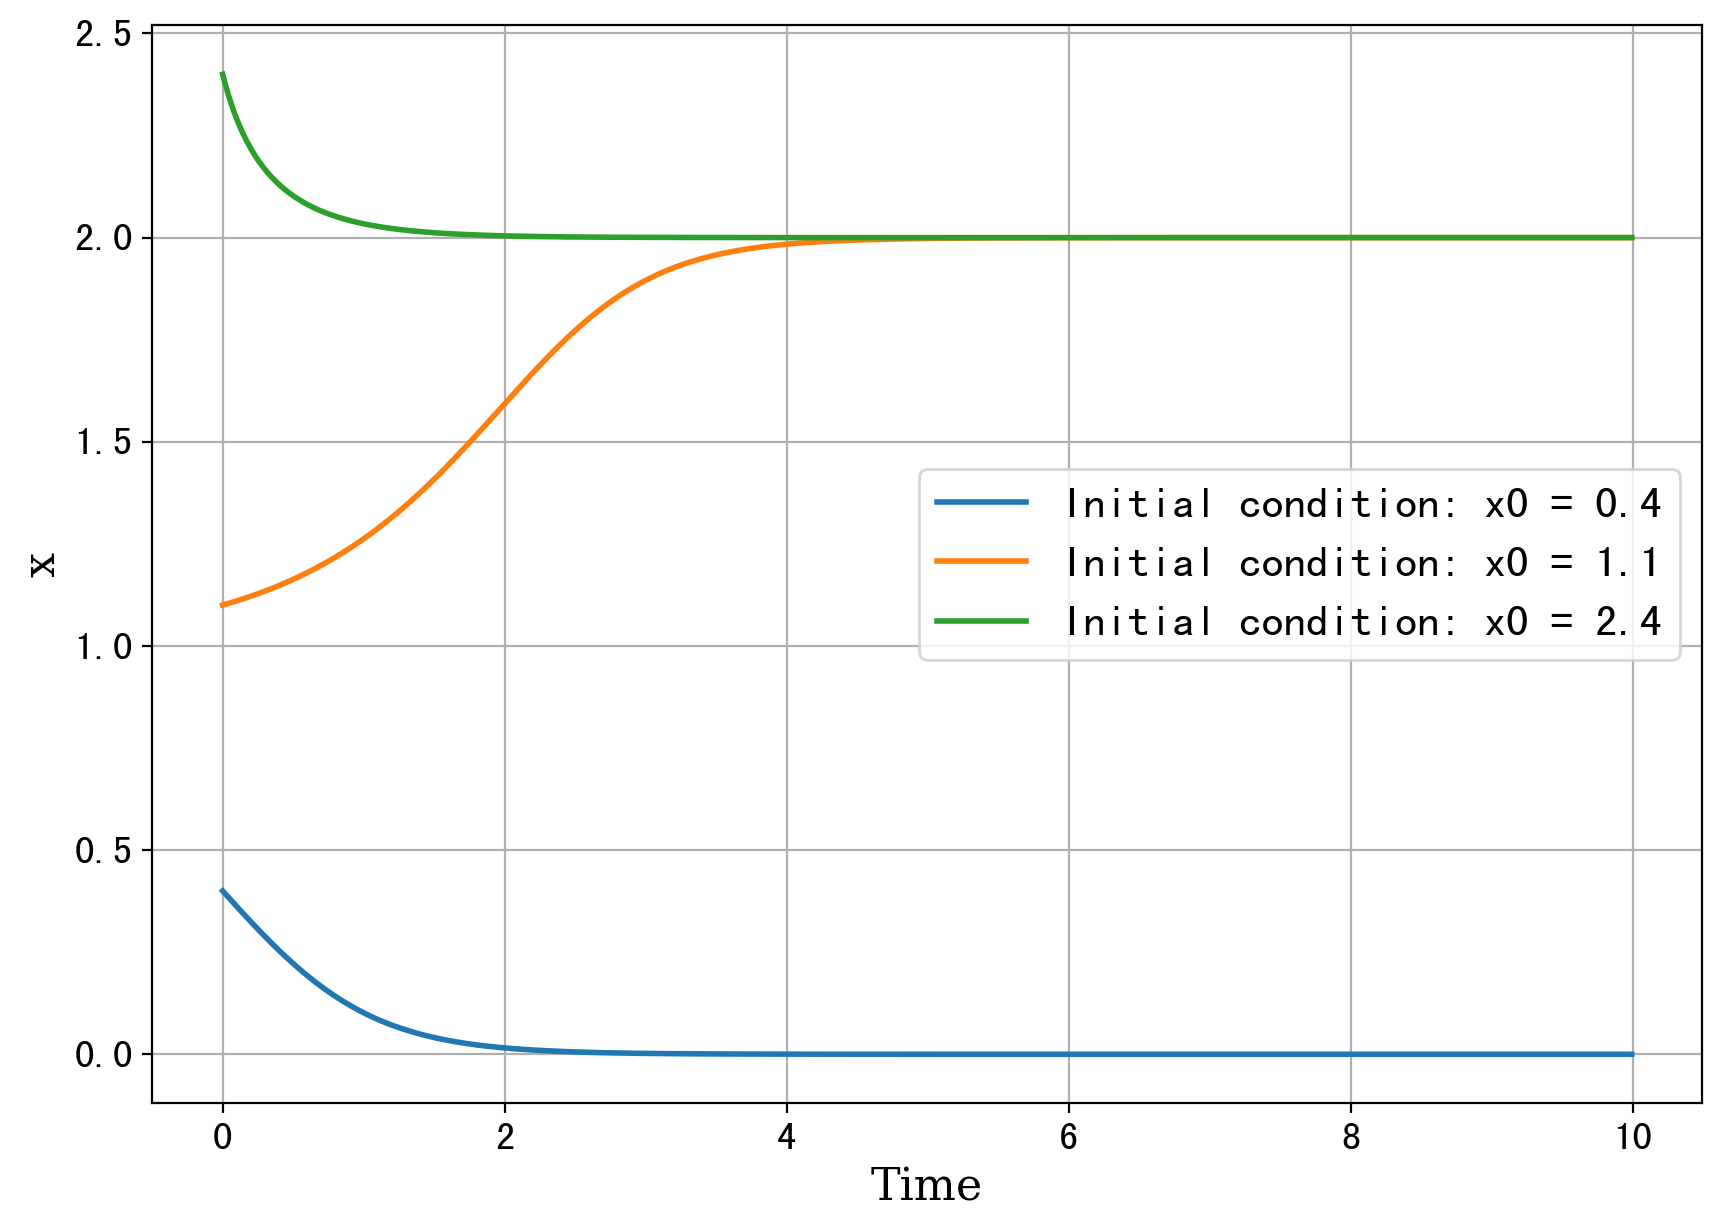 2.5
2.0
1.5
1.0
0.5
0.0
x
Initial condition: x0 = 0.4
Initial condition: x0 = 1.1
Initial condition: x0 = 2.4
0 2 4 6 8 10
Time